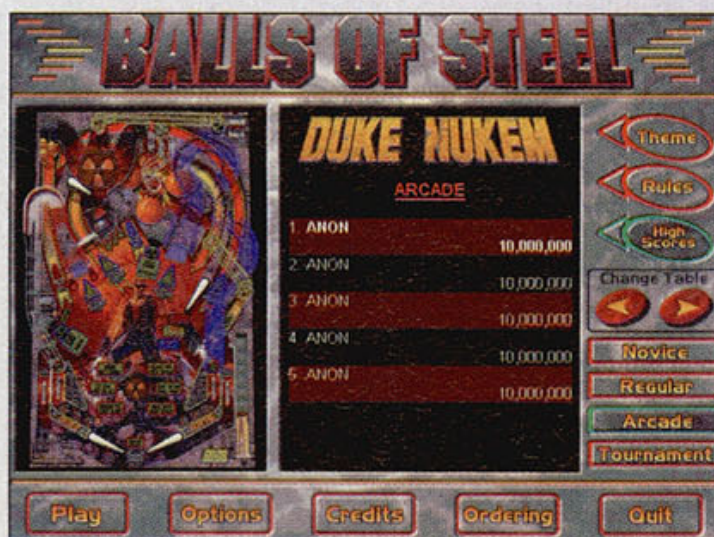 BALLS OF STEEL
DUKE NUKEM
ARCADE
1. ANON
10,000,000
2. ANON
10,000,000
3. ANON
10,000,000
4. ANON
10,000,000
5. ANON
10,000,000
Theme
Rules
High
Scores
Change Table
Novice
Regular
Arcade
Tournament
Play
Options
Credits
Ordering
Quit